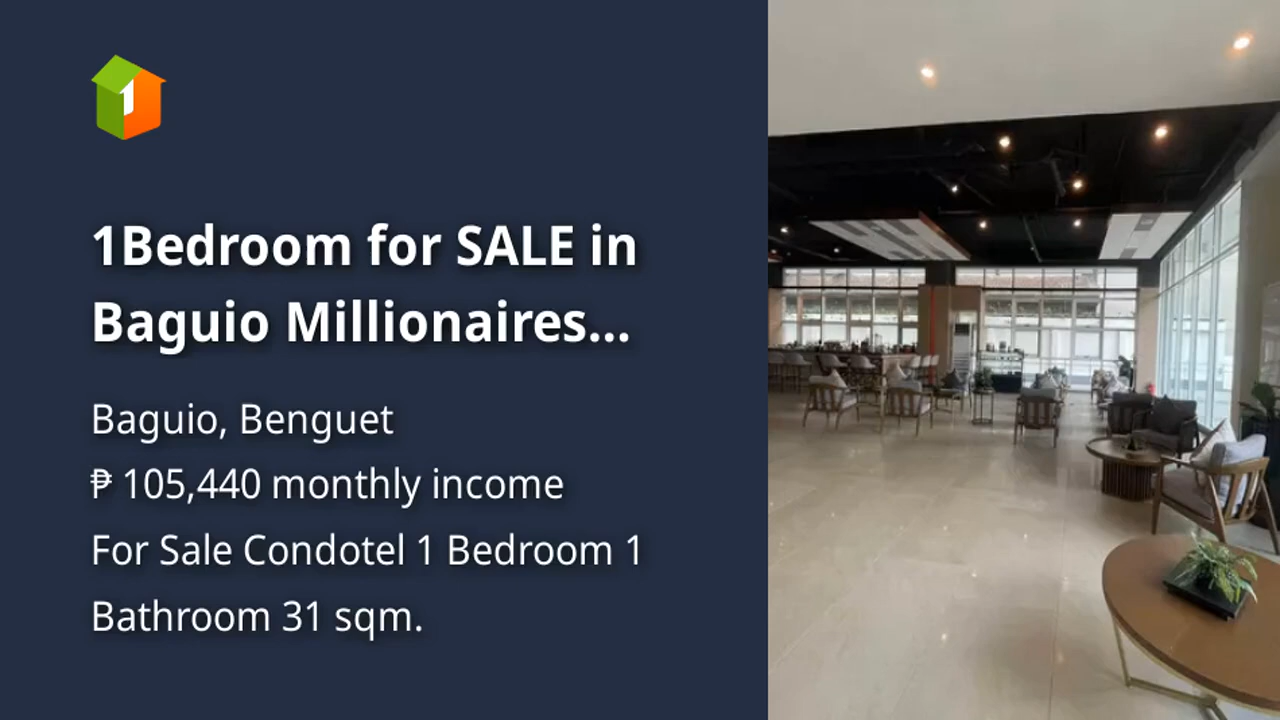 1Bedroom for SALE in
Baguio Millionaires...
Baguio, Benguet
₱ 105,440 monthly income
For Sale Condotel 1 Bedroom 1
Bathroom 31 sqm.